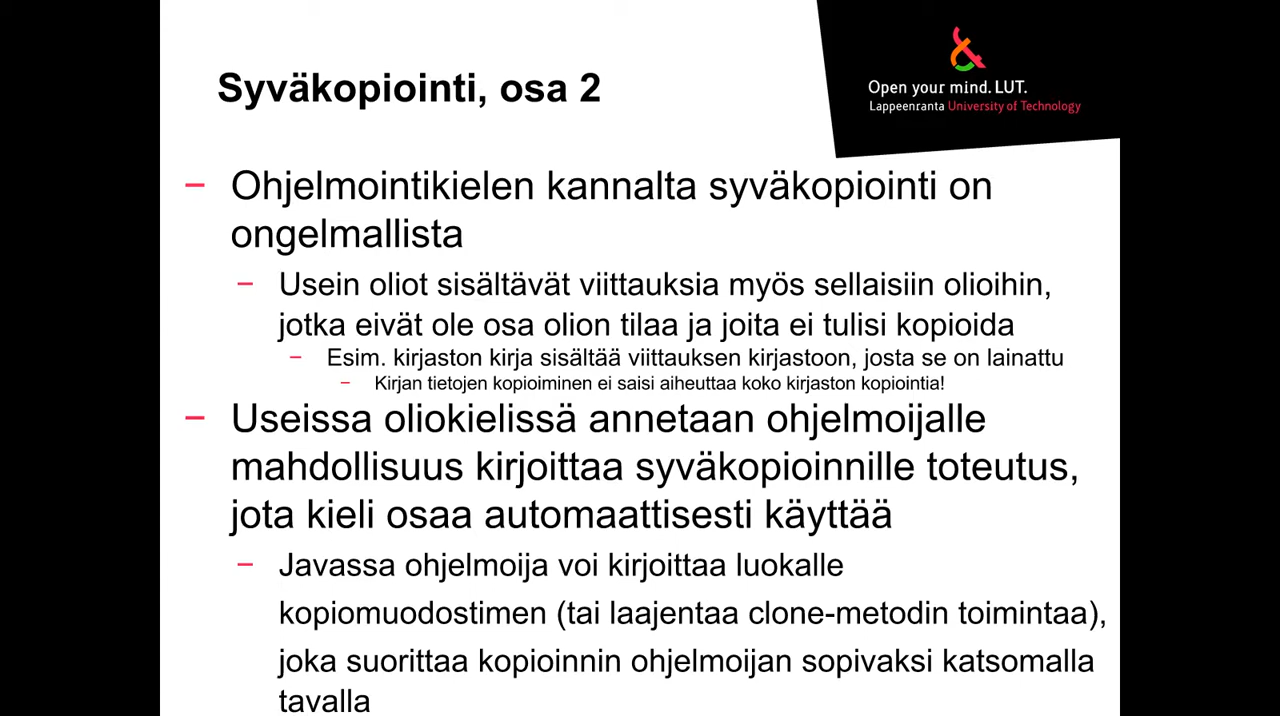 Syväkopiointi, osa 2
Open your mind. LUT.
Lappeenranta University of Technology
– Ohjelmointikielen kannalta syväkopiointi on
ongelmallista
– Usein oliot sisältävät viittauksia myös sellaisiin olioihin,
jotka eivät ole osa olion tilaa ja joita ei tulisi kopioida
– Esim. kirjaston kirja sisältää viittauksen kirjastoon, josta se on lainattu
– Kirjan tietojen kopioiminen ei saisi aiheuttaa koko kirjaston kopiointia!
– Useissa oliokielissä annetaan ohjelmoijalle
mahdollisuus kirjoittaa syväkopioinnille toteutus,
jota kieli osaa automaattisesti käyttää
– Javassa ohjelmoija voi kirjoittaa luokalle
kopiomuodostimen (tai laajentaa clone-metodin toimintaa),
joka suorittaa kopioinnin ohjelmoijan sopivaksi katsomalla
tavalla